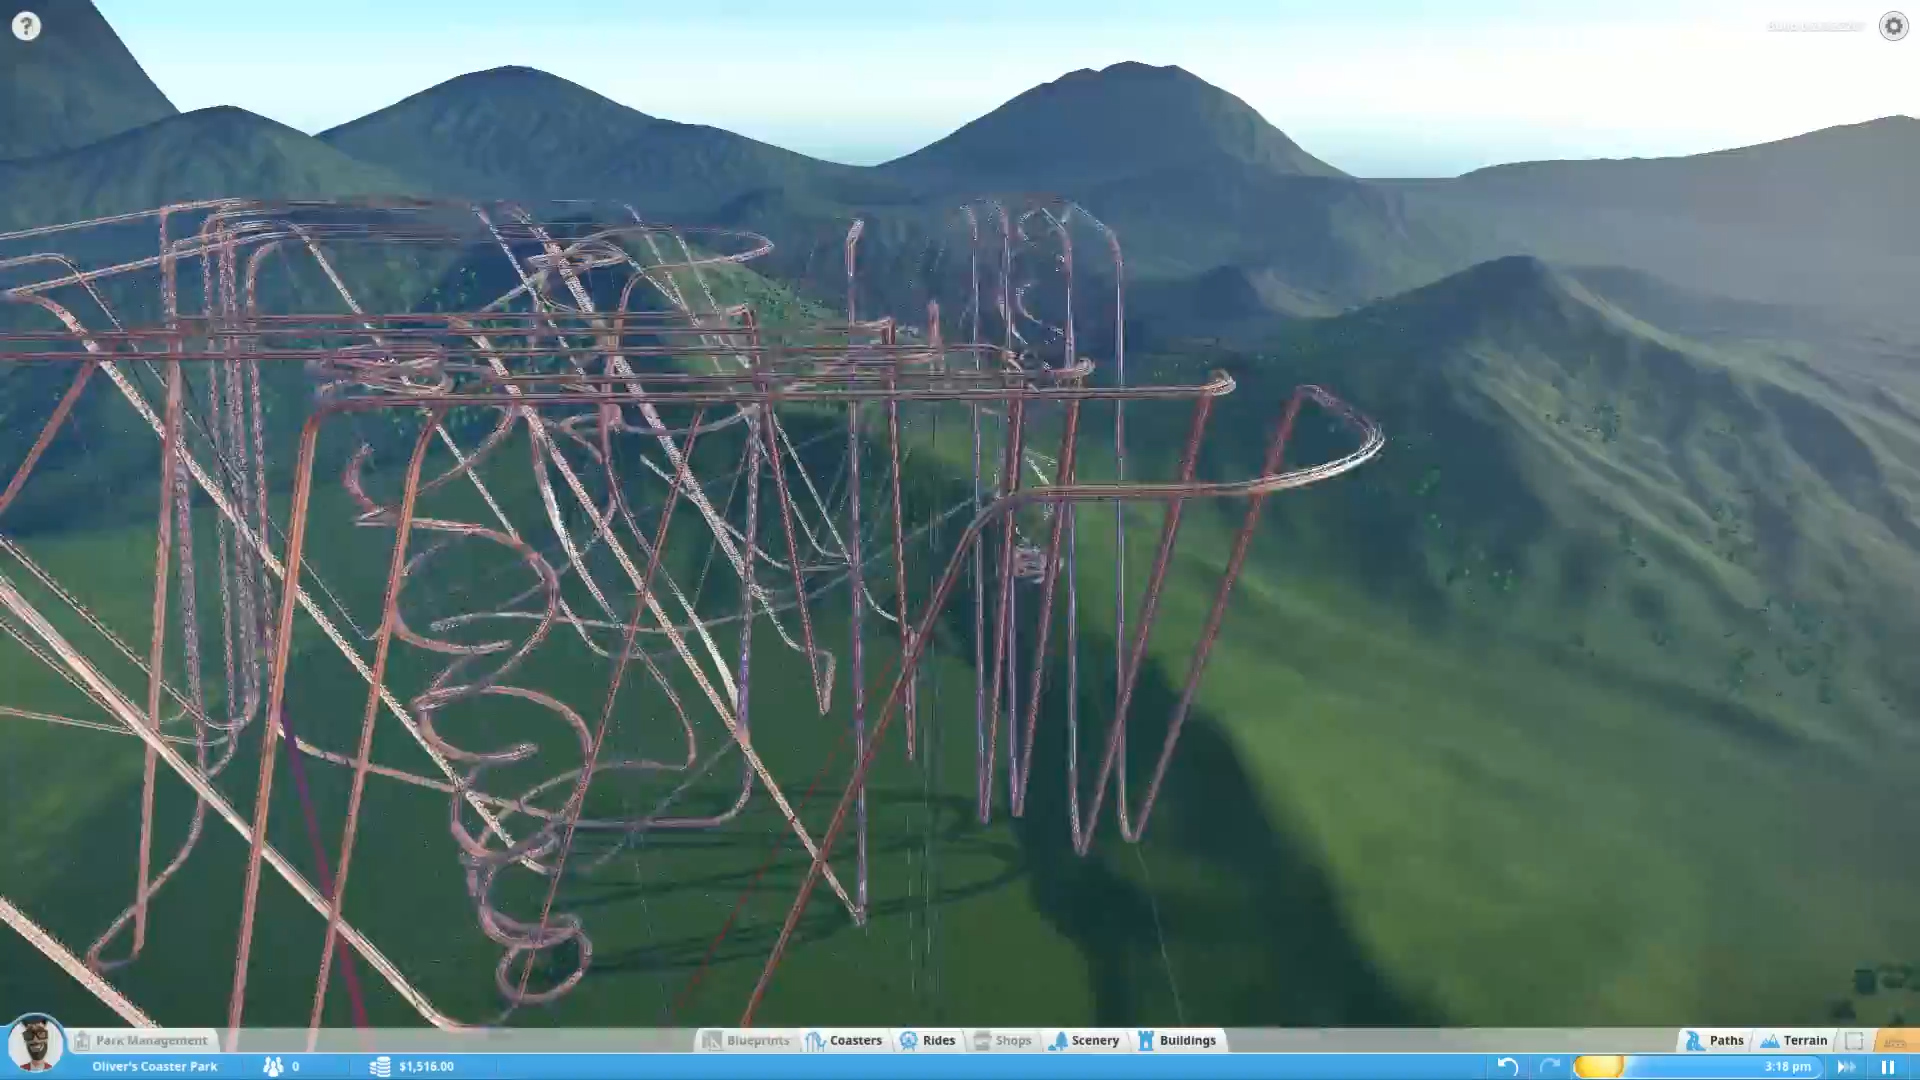 ?
Park Management
Blueprints
Coasters
Rides
Shops
Scenery
Buildings
Paths
Terrain
Oliver's Coaster Park
0
$1,516.00
3:18 pm